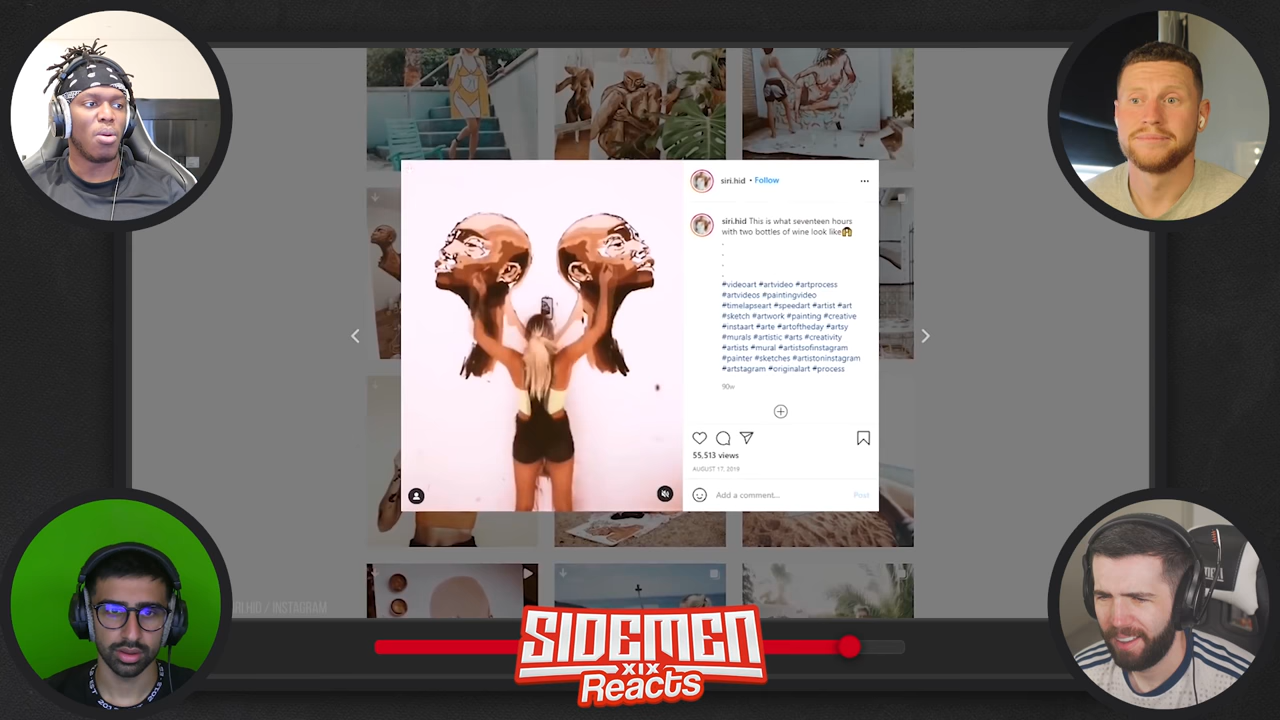 siri.hid • Follow
siri.hid This is what seventeen hours
with two bottles of wine look like
.
.
.
.
#videoart #artvideo #artprocess
#artvideos #paintingvideo
#timelapseart #speedart #artist #art
#sketch #artwork #painting #creative
#instaart #arte #artoftheday #artsy
#murals #artistic #arts #creativity
#artists #mural #artistsofinstagram
#painter #sketches #artistoninstagram
#artstagram #originalart #process
90w
55,513 views
AUGUST 17, 2019
Add a comment... Post
/ INSTAGRAM
SIDEMEN
XIX
Reacts